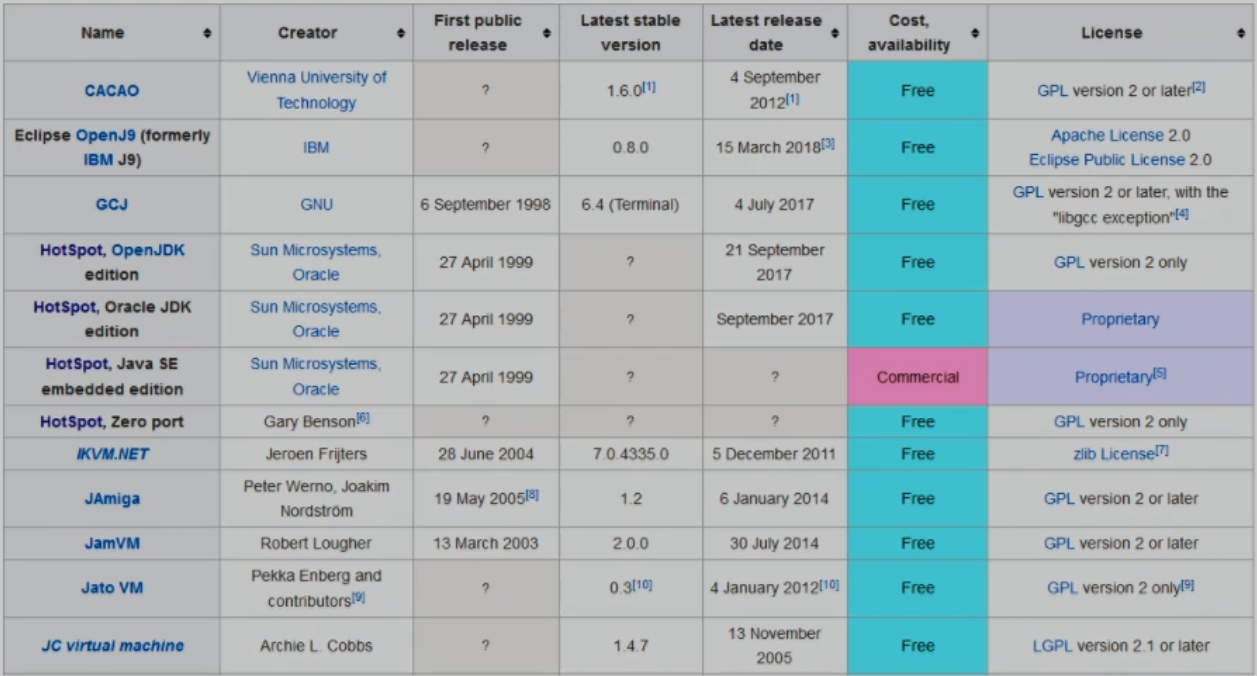 Name
Creator
First public
release
Latest stable
version
Latest release
date
Cost,
availability
License
CACAO
Vienna University of
Technology
?
1.6.0[1]
4 September
2012[1]
Free
GPL version 2 or later[2]
Eclipse OpenJ9 (formerly
IBM J9)
IBM
?
0.8.0
15 March 2018[3]
Free
Apache License 2.0
Eclipse Public License 2.0
GCJ
GNU
6 September 1998
6.4 (Terminal)
4 July 2017
Free
GPL version 2 or later, with the
"libgcc exception"[4]
HotSpot, OpenJDK
edition
Sun Microsystems,
Oracle
27 April 1999
?
21 September
2017
Free
GPL version 2 only
HotSpot, Oracle JDK
edition
Sun Microsystems,
Oracle
27 April 1999
?
September 2017
Free
Proprietary
HotSpot, Java SE
embedded edition
Sun Microsystems,
Oracle
27 April 1999
?
?
Commercial
Proprietary[5]
HotSpot, Zero port
Gary Benson[6]
?
?
?
Free
GPL version 2 only
IKVM.NET
Jeroen Frijters
28 June 2004
7.0.4335.0
5 December 2011
Free
zlib License[7]
JAmiga
Peter Werno, Joakim
Nordström
19 May 2005[8]
1.2
6 January 2014
Free
GPL version 2 or later
JamVM
Robert Lougher
13 March 2003
2.0.0
30 July 2014
Free
GPL version 2 or later
Jato VM
Pekka Enberg and
contributors[9]
?
0.3[10]
4 January 2012[10]
Free
GPL version 2 only[9]
JC virtual machine
Archie L. Cobbs
?
1.4.7
13 November
2005
Free
LGPL version 2.1 or later